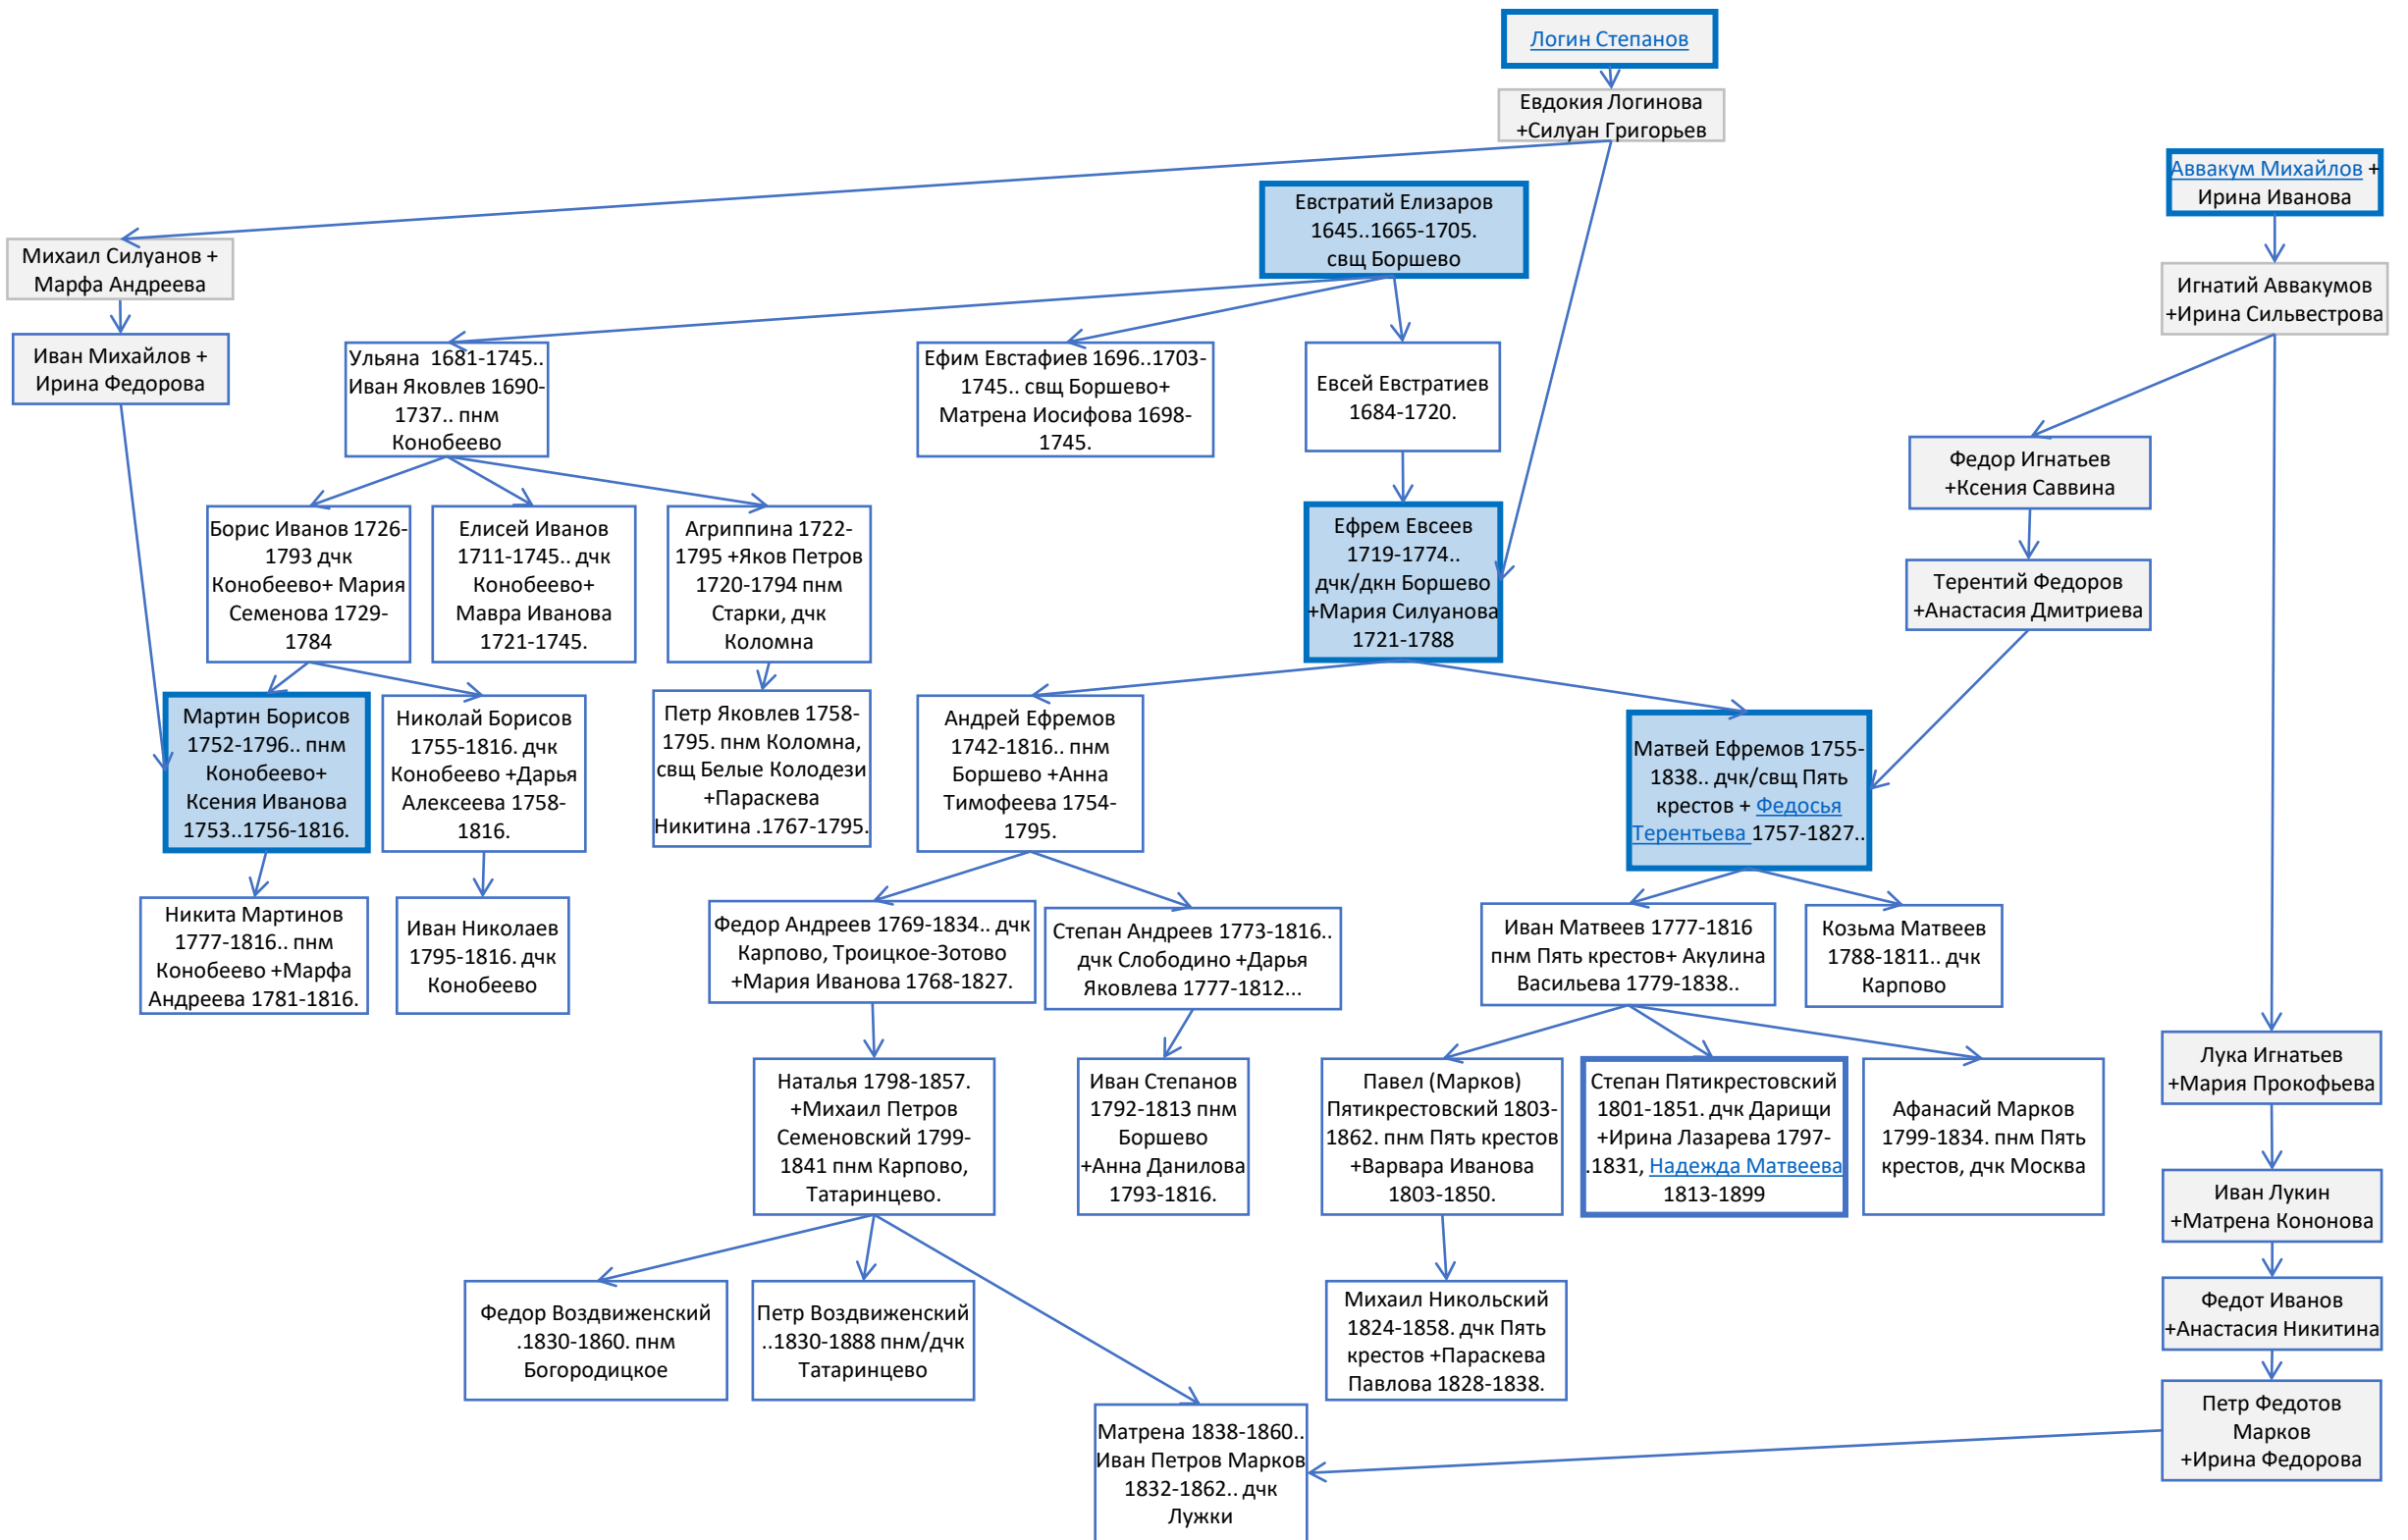 Логин Степанов
Евдокия Логинова
+Силуан Григорьев
Аввакум Михайлов +
Ирина Иванова
Евстратий Елизаров
1645..1665-1705.
свщ Боршево
Михаил Силуанов +
Марфа Андреева
Игнатий Аввакумов
+Ирина Сильвестрова
Иван Михайлов +
Ирина Федорова
Ульяна 1681-1745..
Иван Яковлев 1690-
1737.. пнм
Конобеево
Ефим Евстафиев 1696..1703-
1745.. свщ Боршево+
Матрена Иосифова 1698-
1745.
Евсей Евстратиев
1684-1720.
Федор Игнатьев
+Ксения Саввина
Борис Иванов 1726-
1793 дчк
Конобеево+ Мария
Семенова 1729-
1784
Елисей Иванов
1711-1745.. дчк
Конобеево+
Мавра Иванова
1721-1745.
Агриппина 1722-
1795 +Яков Петров
1720-1794 пнм
Старки, дчк
Коломна
Ефрем Евсеев
1719-1774..
дчк/дкн Боршево
+Мария Силуанова
1721-1788
Терентий Федоров
+Анастасия Дмитриева
Мартин Борисов
1752-1796.. пнм
Конобеево+
Ксения Иванова
1753..1756-1816.
Николай Борисов
1755-1816. дчк
Конобеево +Дарья
Алексеева 1758-
1816.
Петр Яковлев 1758-
1795. пнм Коломна,
свщ Белые Колодези
+Параскева
Никитина .1767-1795.
Андрей Ефремов
1742-1816.. пнм
Боршево +Анна
Тимофеева 1754-
1795.
Матвей Ефремов 1755-
1838.. дчк/свщ Пять
крестов + Федосья
Терентьева 1757-1827..
Никита Мартинов
1777-1816.. пнм
Конобеево +Марфа
Андреева 1781-1816.
Иван Николаев
1795-1816. дчк
Конобеево
Федор Андреев 1769-1834.. дчк
Карпово, Троицкое-Зотово
+Мария Иванова 1768-1827.
Степан Андреев 1773-1816..
дчк Слободино +Дарья
Яковлева 1777-1812...
Иван Матвеев 1777-1816
пнм Пять крестов+ Акулина
Васильева 1779-1838..
Козьма Матвеев
1788-1811.. дчк
Карпово
Лука Игнатьев
+Мария Прокофьева
Наталья 1798-1857.
+Михаил Петров
Семеновский 1799-
1841 пнм Карпово,
Татаринцево.
Иван Степанов
1792-1813 пнм
Боршево
+Анна Данилова
1793-1816.
Павел (Марков)
Пятикрестовский 1803-
1862. пнм Пять крестов
+Варвара Иванова
1803-1850.
Степан Пятикрестовский
1801-1851. дчк Дарищи
+Ирина Лазарева 1797-
.1831, Надежда Матвеева
1813-1899
Афанасий Марков
1799-1834. пнм Пять
крестов, дчк Москва
Иван Лукин
+Матрена Кононова
Федор Воздвиженский
.1830-1860. пнм
Богородицкое
Петр Воздвиженский
..1830-1888 пнм/дчк
Татаринцево
Михаил Никольский
1824-1858. дчк Пять
крестов +Параскева
Павлова 1828-1838.
Федот Иванов
+Анастасия Никитина
Матрена 1838-1860..
Иван Петров Марков
1832-1862.. дчк
Лужки
Петр Федотов
Марков
+Ирина Федорова